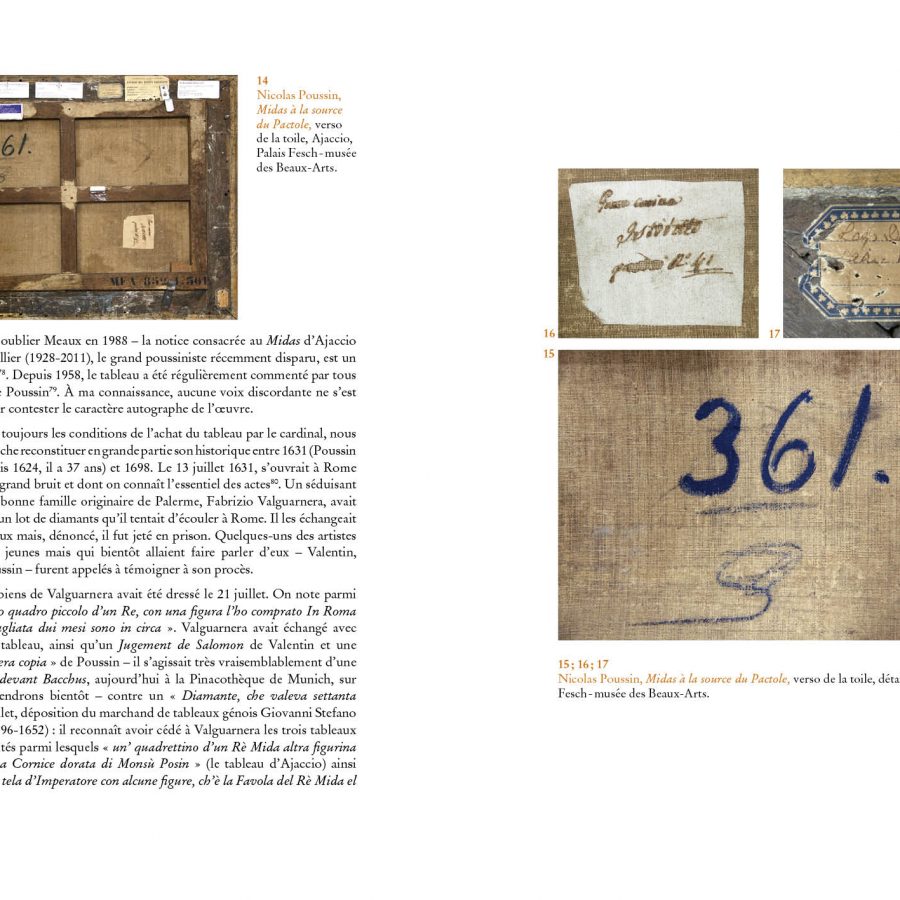 361.
MFA 852-1-561
14
Nicolas Poussin,
Midas à la source
du Pactole, verso
de la toile, Ajaccio,
Palais Fesch-musée
des Beaux-Arts.
oublier Meaux en 1988 – la notice consacrée au Midas d’Ajaccio
llier (1928-2011), le grand poussiniste récemment disparu, est un
78. Depuis 1958, le tableau a été régulièrement commenté par tous
e Poussin79. À ma connaissance, aucune voix discordante ne s’est
r contester le caractère autographe de l’œuvre.
toujours les conditions de l’achat du tableau par le cardinal, nous
che reconstituer en grande partie son historique entre 1631 (Poussin
is 1624, il a 37 ans) et 1698. Le 13 juillet 1631, s’ouvrait à Rome
grand bruit et dont on connaît l’essentiel des actes80. Un séduisant
bonne famille originaire de Palerme, Fabrizio Valguarnera, avait
un lot de diamants qu’il tentait d’écouler à Rome. Il les échangeait
ux mais, dénoncé, il fut jeté en prison. Quelques-uns des artistes
jeunes mais qui bientôt allaient faire parler d’eux – Valentin,
ussin – furent appelés à témoigner à son procès.
biens de Valguarnera avait été dressé le 21 juillet. On note parmi
o quadro piccolo d’un Re, con una figura l’ho comprato In Roma
gliata dui mesi sono in circa ». Valguarnera avait échangé avec
tableau, ainsi qu’un Jugement de Salomon de Valentin et une
era copia » de Poussin – il s’agissait très vraisemblablement d’une
devant Bacchus, aujourd’hui à la Pinacothèque de Munich, sur
endrons bientôt – contre un « Diamante, che valeva settanta
llet, déposition du marchand de tableaux génois Giovanni Stefano
96-1652) : il reconnaît avoir cédé à Valguarnera les trois tableaux
tés parmi lesquels « un’ quadrettino d’un Rè Mida altra figurina
a Cornice dorata di Monsù Posin » (le tableau d’Ajaccio) ainsi
tela d’Imperatore con alcune figure, ch’è la Favola del Rè Mida el
16
17
15
361.
15 ; 16 ; 17
Nicolas Poussin, Midas à la source du Pactole, verso de la toile, déta
Fesch-musée des Beaux-Arts.